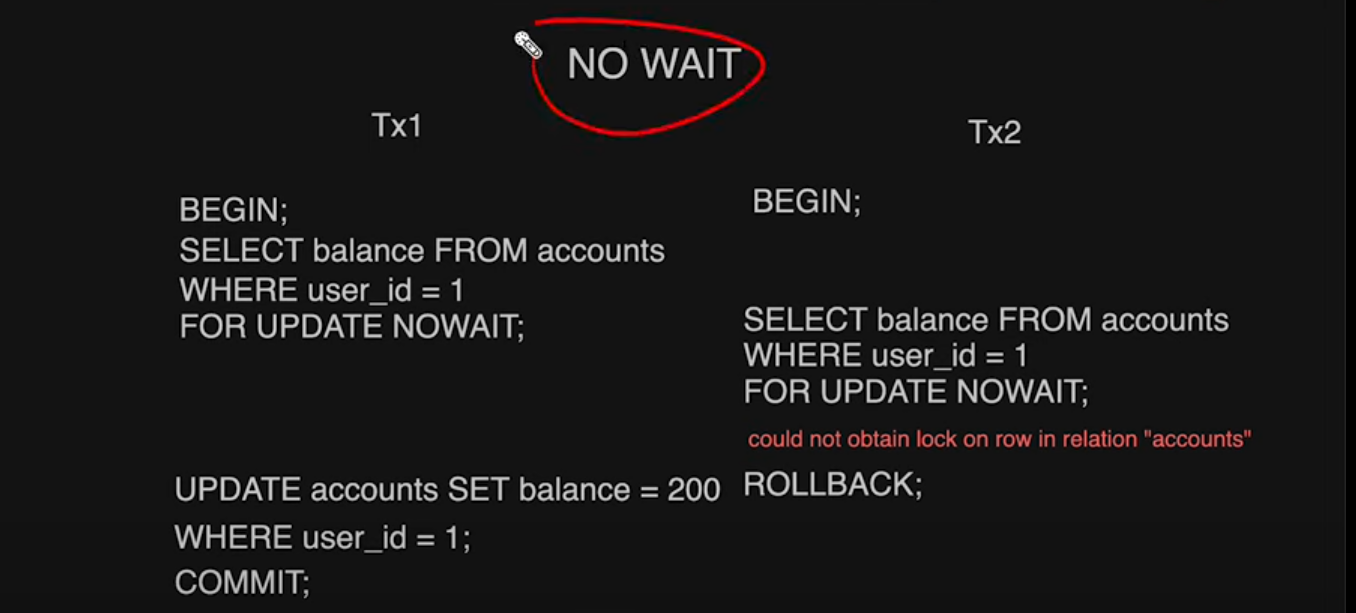 NO WAIT
Tx1
BEGIN;
SELECT balance FROM accounts
WHERE user_id = 1
FOR UPDATE NOWAIT;
UPDATE accounts SET balance = 200
WHERE user_id = 1;
COMMIT;
Tx2
BEGIN;
SELECT balance FROM accounts
WHERE user_id = 1
FOR UPDATE NOWAIT;
could not obtain lock on row in relation "accounts"
ROLLBACK;